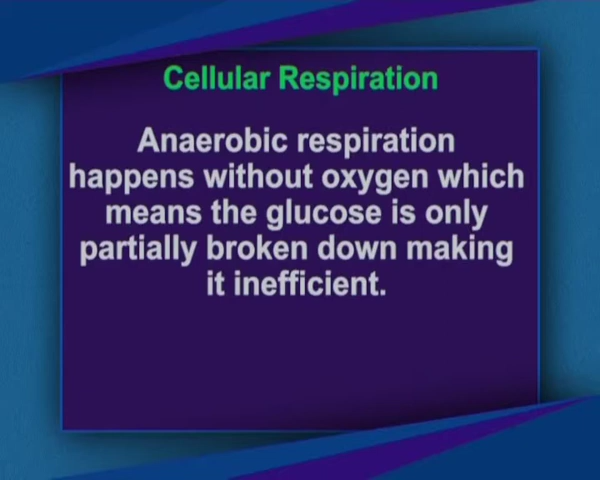 Cellular Respiration
Anaerobic respiration
happens without oxygen which
means the glucose is only
partially broken down making
it inefficient.